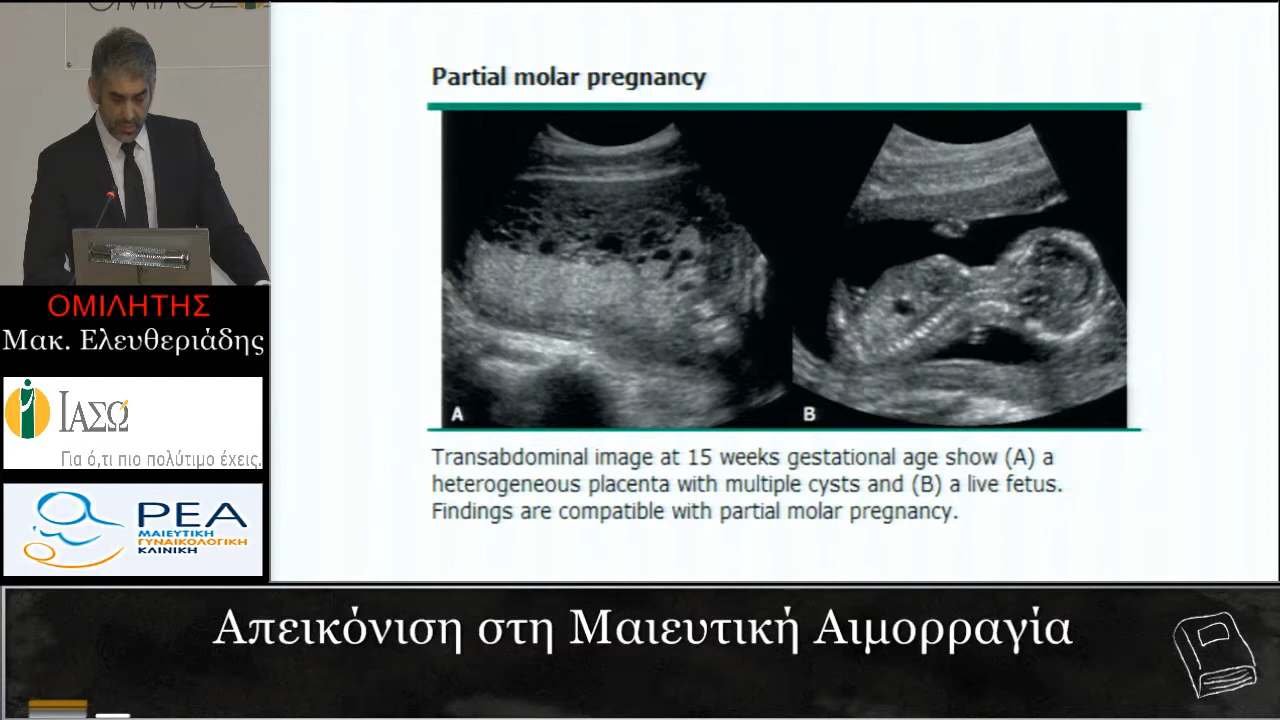 Partial molar pregnancy
A
B
Transabdominal image at 15 weeks gestational age show (A) a
heterogeneous placenta with multiple cysts and (B) a live fetus.
Findings are compatible with partial molar pregnancy.
ΟΜΙΛΗΤΗΣ
Μακ. Ελευθεριάδης
ΙΑΣΩ
Για ό,τι πιο πολύτιμο έχεις.
ΡΕΑ
ΜΑΙΕΥΤΙΚΗ
ΓΥΝΑΙΚΟΛΟΓΙΚΗ
ΚΛΙΝΙΚΗ
Απεικόνιση στη Μαιευτική Αιμορραγία